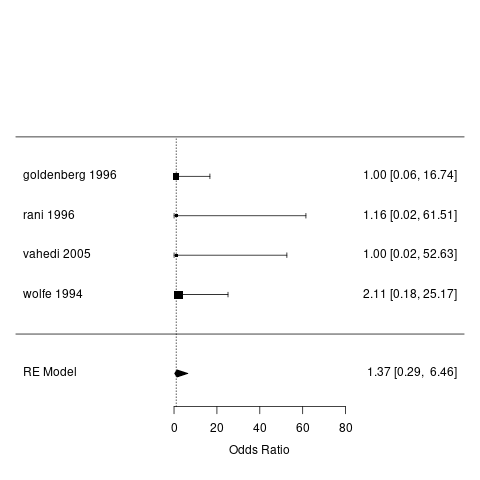 goldenberg 1996 1.00 [0.06, 16.74]
rani 1996 1.16 [0.02, 61.51]
vahedi 2005 1.00 [0.02, 52.63]
wolfe 1994 2.11 [0.18, 25.17]
RE Model 1.37 [0.29, 6.46]
0 20 40 60 80
Odds Ratio